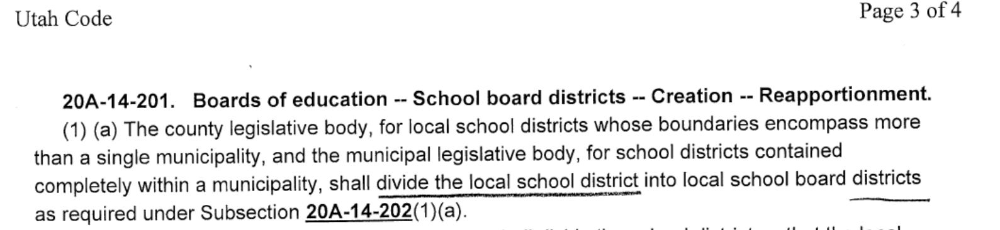 Utah Code
Page 3 of 4
20A-14-201. Boards of education -- School board districts -- Creation -- Reapportionment.
(1) (a) The county legislative body, for local school districts whose boundaries encompass more
than a single municipality, and the municipal legislative body, for school districts contained
completely within a municipality, shall divide the local school district into local school board districts
as required under Subsection 20A-14-202(1)(a).